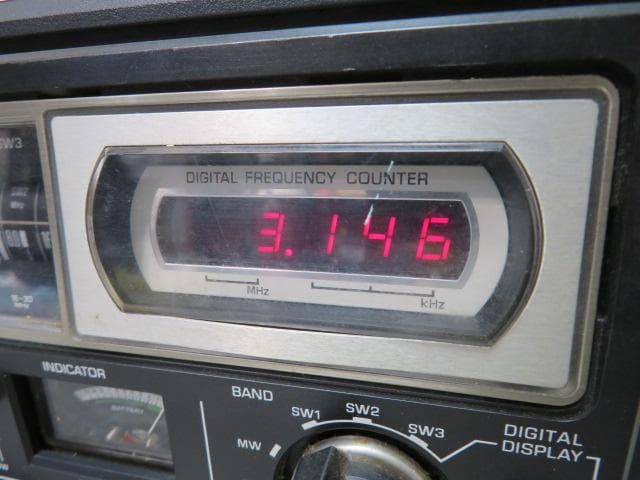 SW3
DIGITAL FREQUENCY COUNTER
3.146
MHz
kHz
INDICATOR
BATTERY
BAND
MW
SW1
SW2
SW3
DIGITAL
DISPLAY